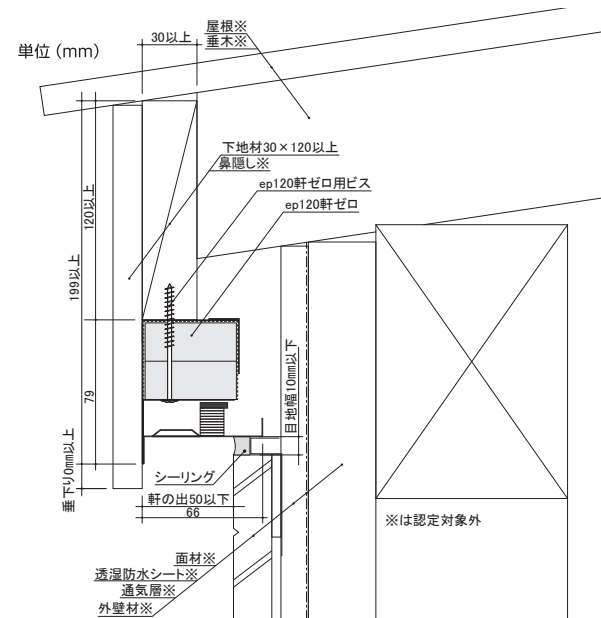 単位 (mm)
30以上
屋根※
垂木※
下地材30×120以上
鼻隠し※
ep120軒ゼロ用ビス
ep120軒ゼロ
120以上
199以上
79
垂下り0mm以上
目地幅10mm以下
シーリング
軒の出50以下
66
※は認定対象外
面材※
透湿防水シート※
通気層※
外壁材※